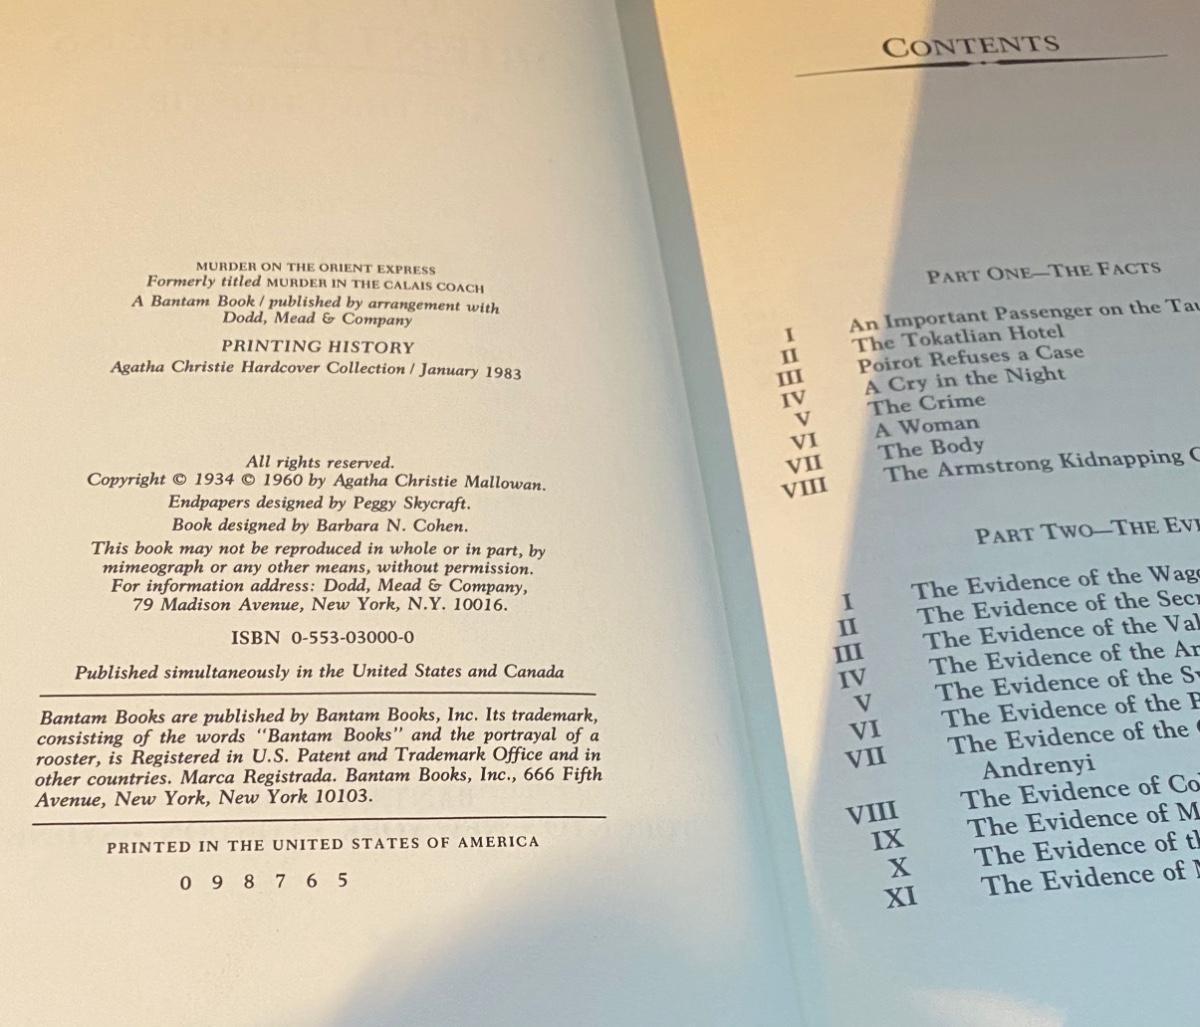 MURDER ON THE ORIENT EXPRESS
Formerly titled MURDER IN THE CALAIS COACH
A Bantam Book / published by arrangement with
Dodd, Mead & Company
PRINTING HISTORY
Agatha Christie Hardcover Collection / January 1983
All rights reserved.
Copyright © 1934 © 1960 by Agatha Christie Mallowan.
Endpapers designed by Peggy Skycraft.
Book designed by Barbara N. Cohen.
This book may not be reproduced in whole or in part, by
mimeograph or any other means, without permission.
For information address: Dodd, Mead & Company,
79 Madison Avenue, New York, N.Y. 10016.
ISBN 0-553-03000-0
Published simultaneously in the United States and Canada
Bantam Books are published by Bantam Books, Inc. Its trademark,
consisting of the words "Bantam Books" and the portrayal of a
rooster, is Registered in U.S. Patent and Trademark Office and in
other countries. Marca Registrada. Bantam Books, Inc., 666 Fifth
Avenue, New York, New York 10103.
PRINTED IN THE UNITED STATES OF AMERICA
0 9 8 7 6 5
CONTENTS
PART ONE—THE FACTS
I An Important Passenger on the
II The Tokatlian Hotel
III Poirot Refuses a Case
IV A Cry in the Night
V The Crime
VI A Woman
VII The Body
VIII The Armstrong Kidnapping
PART TWO—THE
I The Evidence of the
II The Evidence of the
III The Evidence of the
IV The Evidence of the
V The Evidence of the
VI The Evidence of the
VII The Evidence of the
Andrenyi
VIII The Evidence of
IX The Evidence of
X The Evidence of
XI The Evidence of